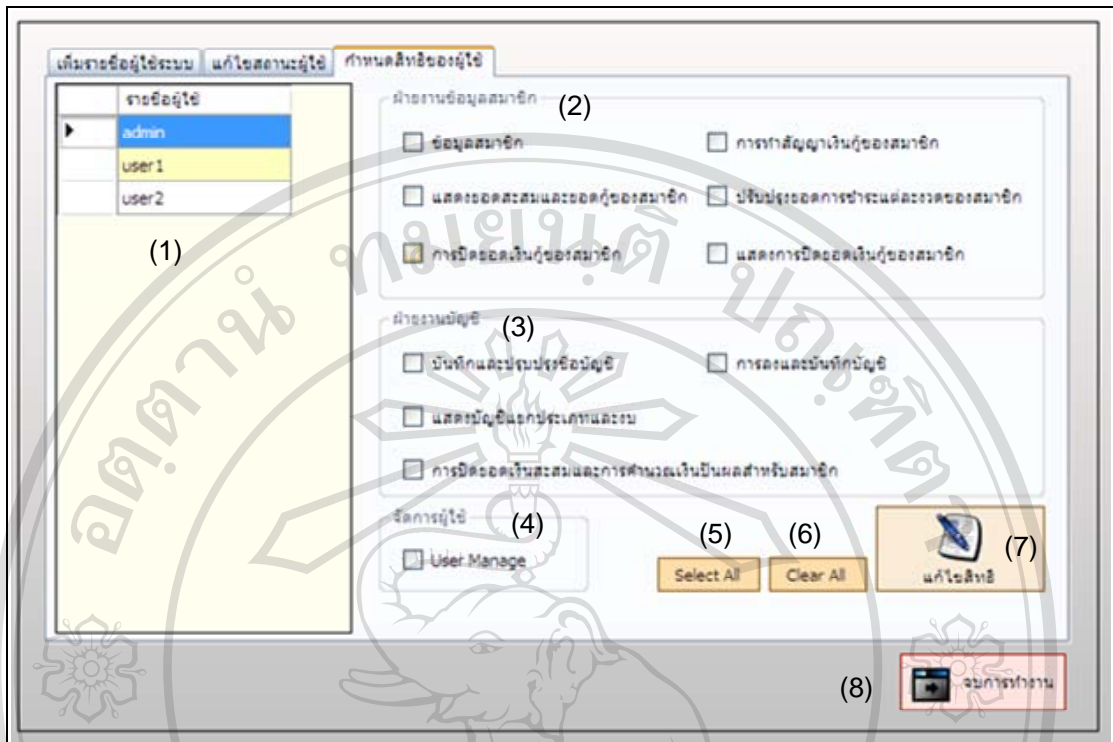 เพิ่มรายชื่อผู้ใช้ระบบ แก้ไขสถานะผู้ใช้ กำหนดสิทธิของผู้ใช้
รายชื่อผู้ใช้
admin
user1
user2
(1)
ฝ่ายงานข้อมูลสมาชิก (2)
ข้อมูลสมาชิก การทำสัญญาเงินกู้ของสมาชิก
แสดงยอดสะสมและยอดกู้ของสมาชิก ปรับปรุงยอดการชำระแต่ละงวดของสมาชิก
การปิดยอดเงินกู้ของสมาชิก แสดงการปิดยอดเงินกู้ของสมาชิก
ฝ่ายงานบัญชี (3)
บันทึกและปรับปรุงชื่อบัญชี การลงและบันทึกบัญชี
แสดงบัญชีแยกประเภทและงบ
การปิดยอดเงินสะสมและการคำนวณเงินปันผลสำหรับสมาชิก
จัดการผู้ใช้ (4)
User Manage
(5) (6) (7)
Select All Clear All แก้ไขสิทธิ
(8) จบการทำงาน